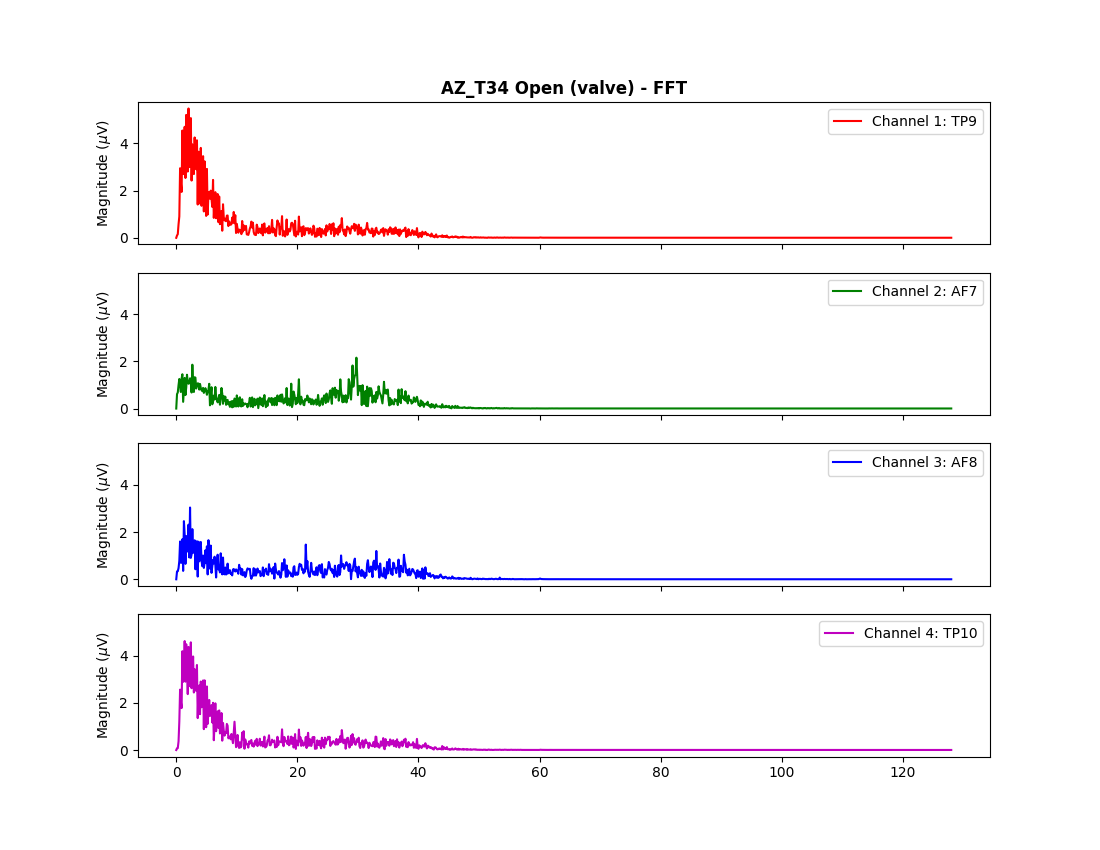 AZ_T34 Open (valve) - FFT
Magnitude (μV)
4
2
0
Channel 1: TP9
Magnitude (μV)
4
2
0
Channel 2: AF7
Magnitude (μV)
4
2
0
Channel 3: AF8
Magnitude (μV)
4
2
0
Channel 4: TP10
0 20 40 60 80 100 120